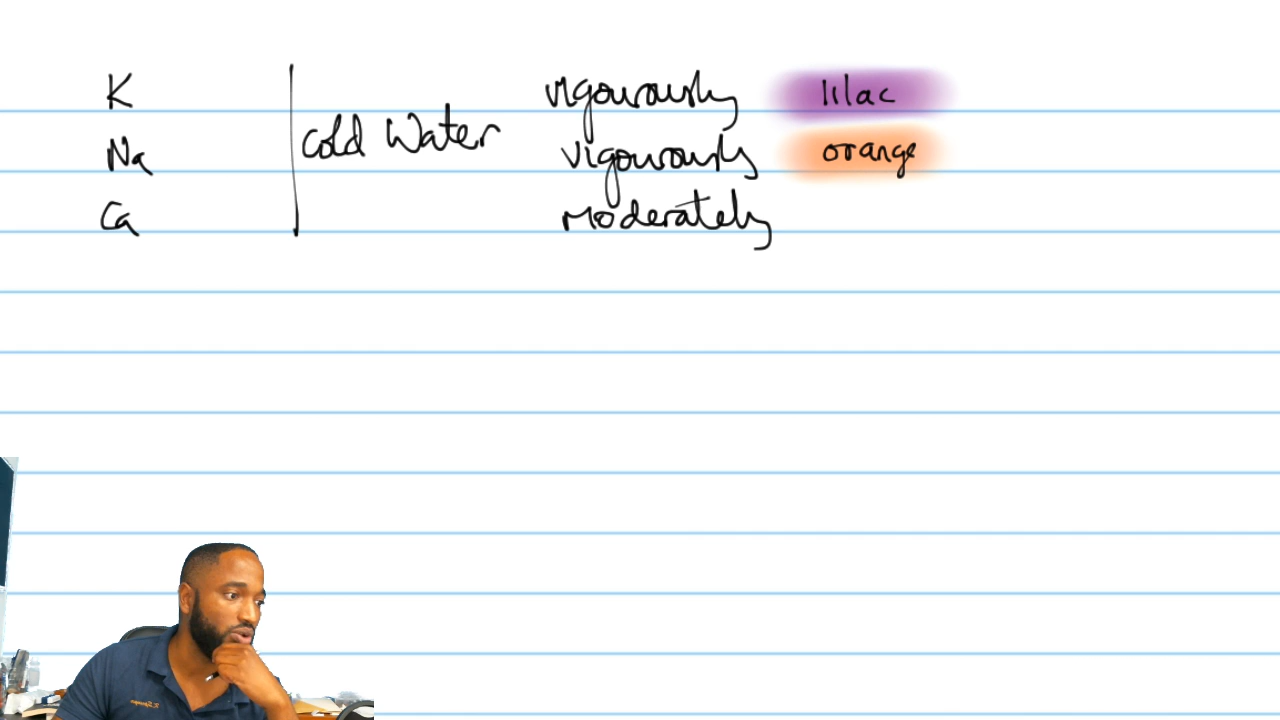 K vigourously lilac
cold Water
Na vigourously orange
Ca moderately